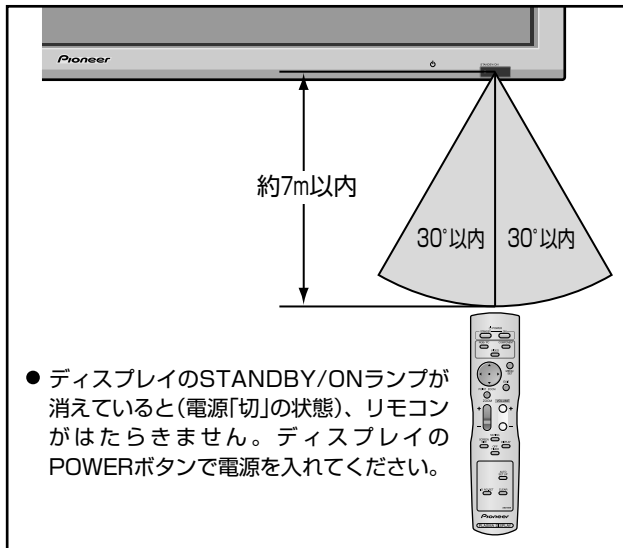 Pioneer
STANDBY/ON
約7m以内
30°以内
30°以内
● ディスプレイのSTANDBY/ONランプが
消えていると（電源「切」の状態）、リモコン
がはたらきません。ディスプレイの
POWERボタンで電源を入れてください。
Pioneer